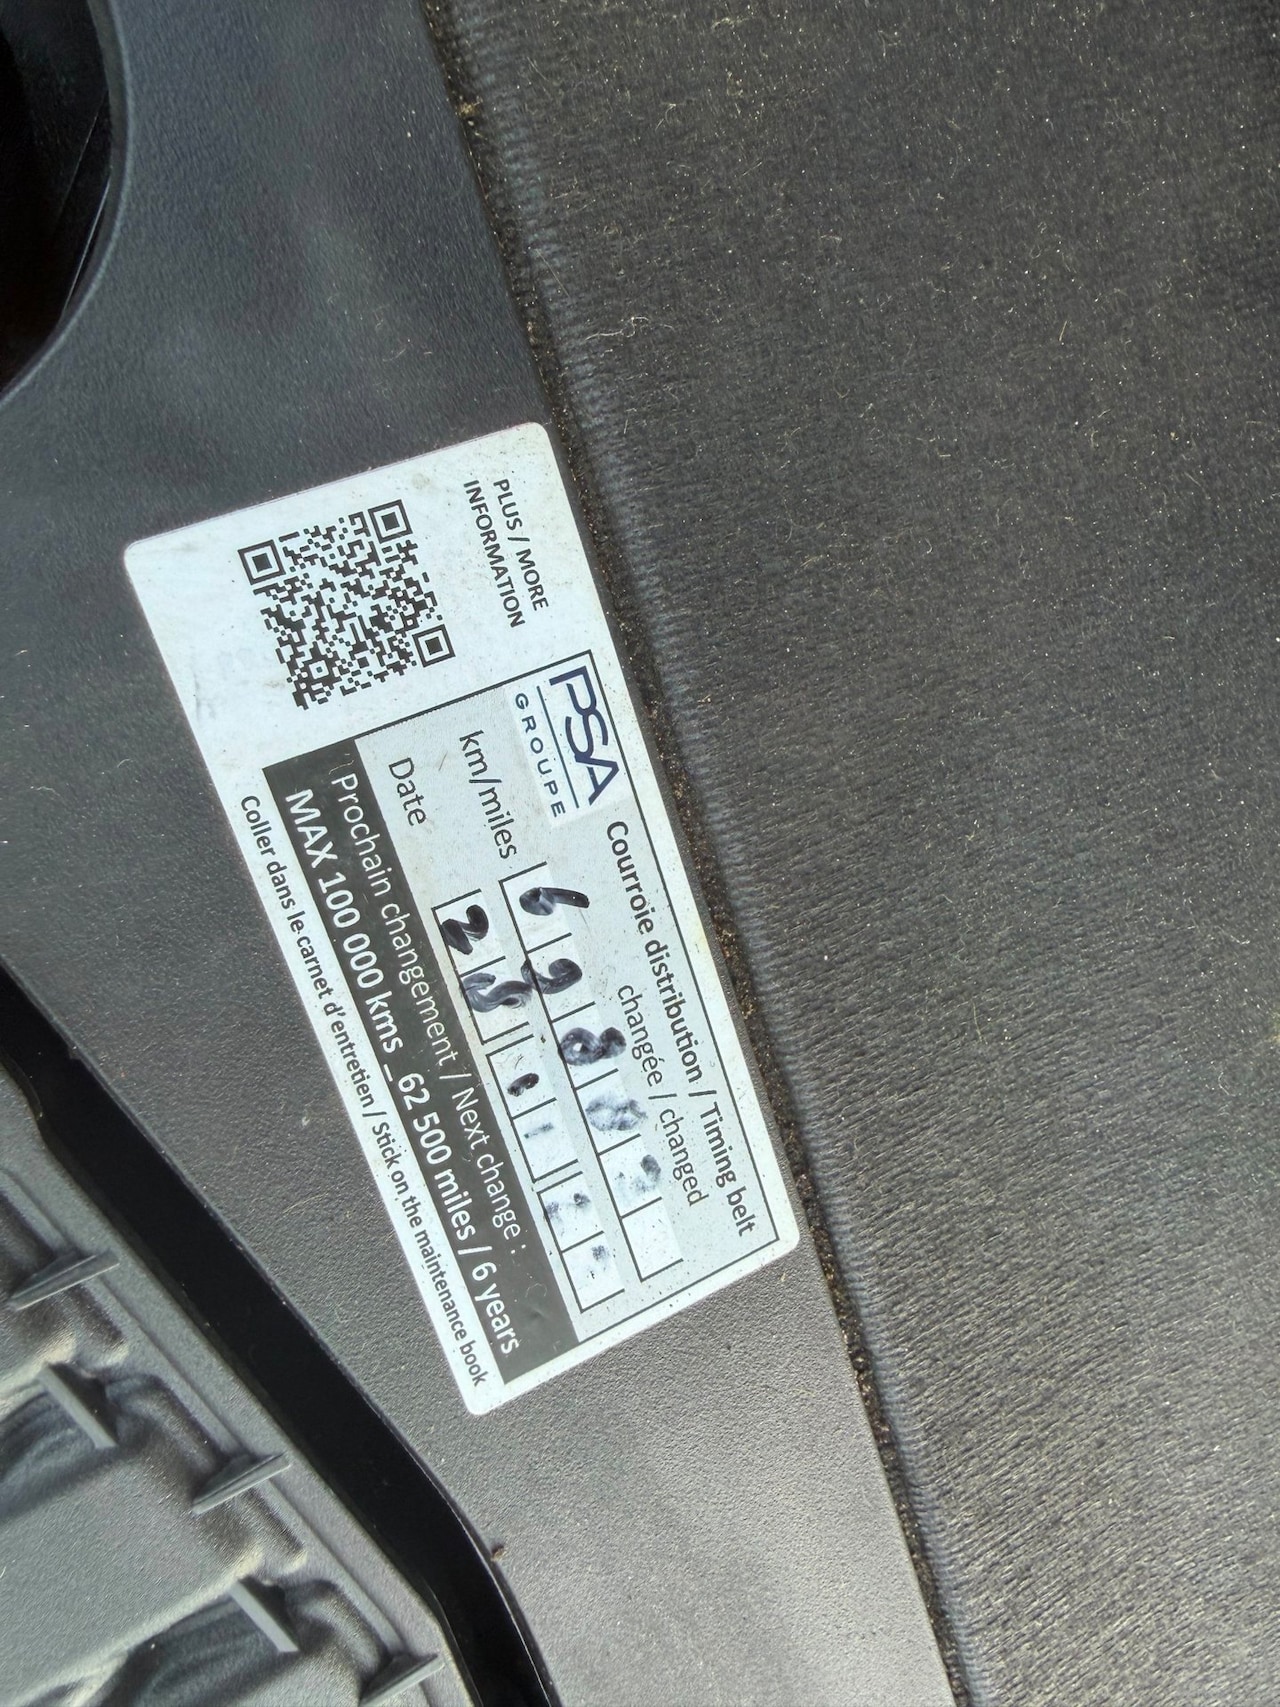 PLUS / MORE
INFORMATION
PSA
GROUPE
Courroie distribution / Timing belt
changée / changed
km/miles
Date
Prochain changement / Next change :
MAX 100 000 kms _ 62 500 miles / 6 years
Coller dans le carnet d'entretien / Stick on the maintenance book